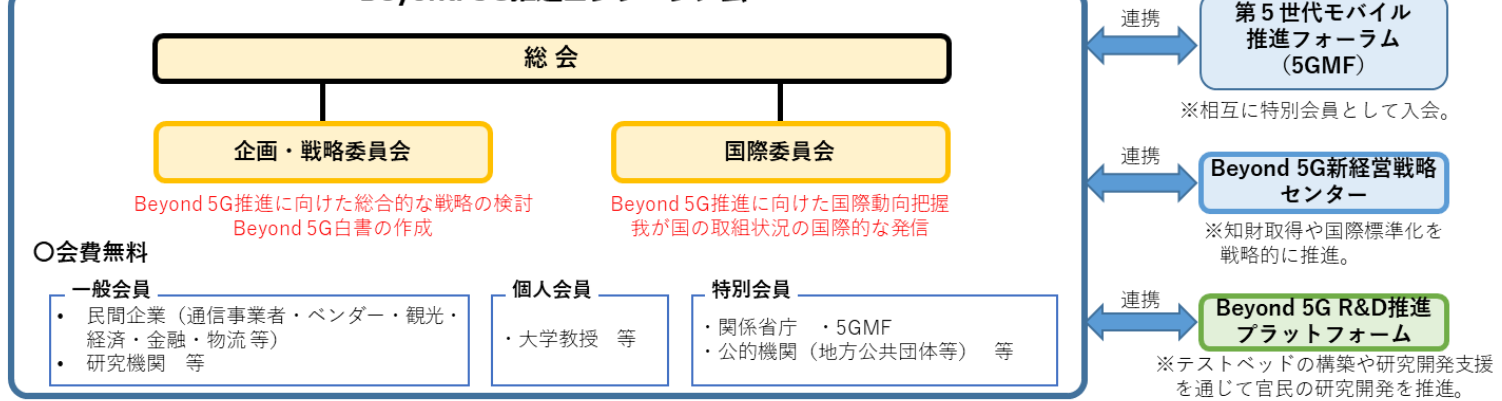 総 会
企画・戦略委員会
Beyond 5G推進に向けた総合的な戦略の検討
Beyond 5G白書の作成
国際委員会
Beyond 5G推進に向けた国際動向把握
我が国の取組状況の国際的な発信
〇会費無料
一般会員
• 民間企業（通信事業者・ベンダー・観光・
経済・金融・物流 等）
• 研究機関　等
個人会員
・大学教授　等
特別会員
・関係省庁　・5GMF
・公的機関（地方公共団体等）　等
連携
第５世代モバイル
推進フォーラム
（5GMF）
※相互に特別会員として入会。
連携
Beyond 5G新経営戦略
センター
※知財取得や国際標準化を
戦略的に推進。
連携
Beyond 5G R&D推進
プラットフォーム
※テストベッドの構築や研究開発支援
を通じて官民の研究開発を推進。